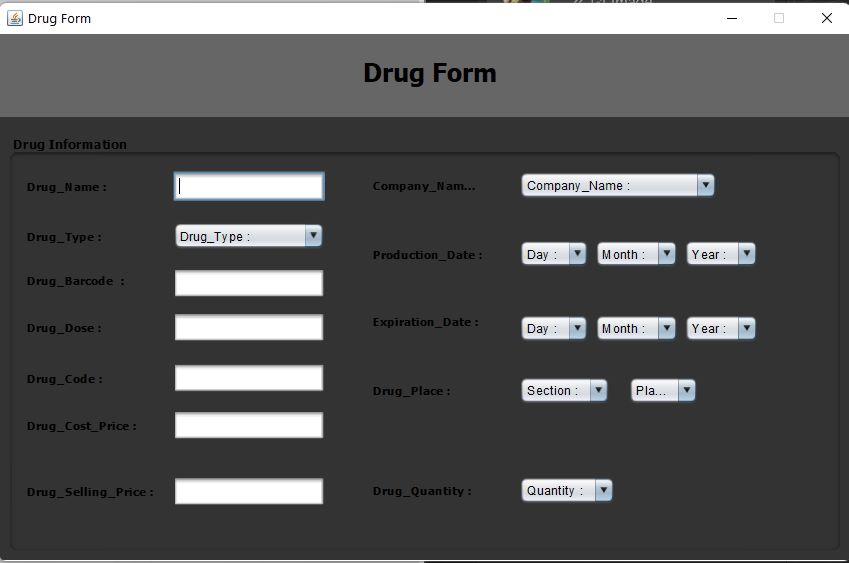 Drug Form
Drug Form
Drug Information
Drug_Name :
Company_Nam...
Company_Name :
Drug_Type :
Drug_Type :
Production_Date :
Day :
Month :
Year :
Drug_Barcode :
Drug_Dose :
Expiration_Date :
Day :
Month :
Year :
Drug_Code :
Drug_Place :
Section :
Pla...
Drug_Cost_Price :
Drug_Selling_Price :
Drug_Quantity :
Quantity :